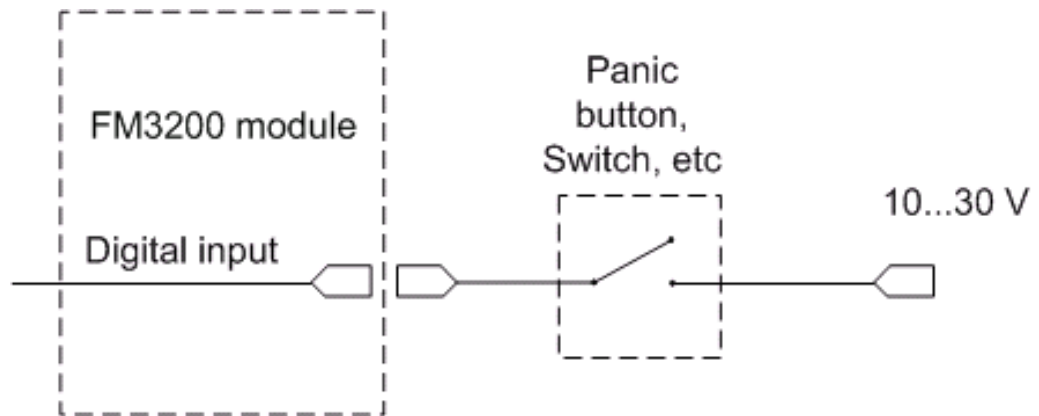 Panic
button,
Switch, etc
FM3200 module
10...30 V
Digital input